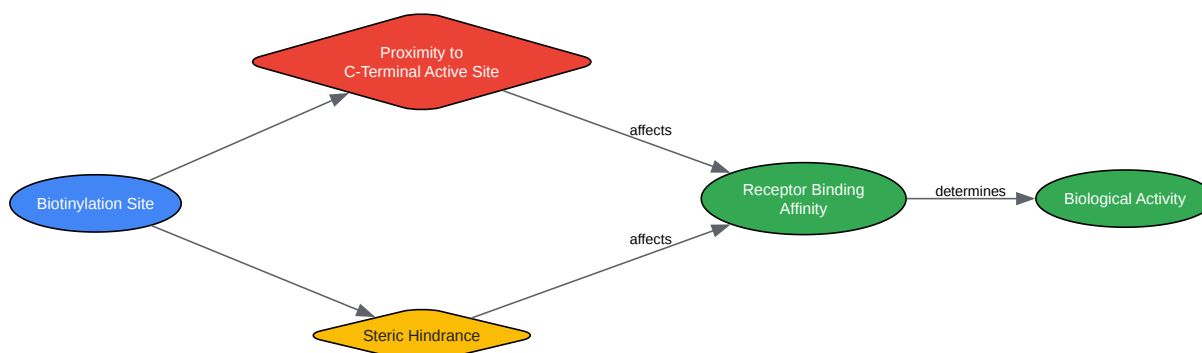 Proximity to
C-Terminal Active Site
affects
Biotinylation Site
Receptor Binding
Affinity
determines
Biological Activity
affects
Steric Hindrance